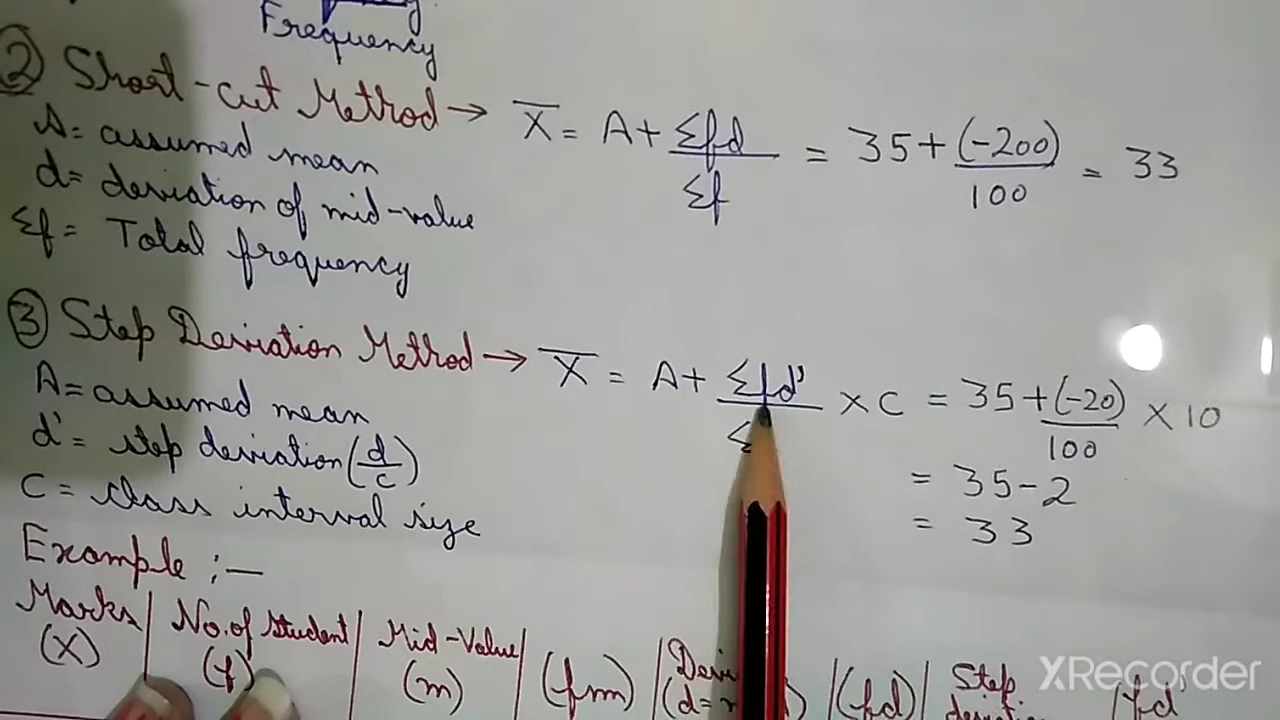 Frequency
② Short-cut Method → X̅ = A + Σfd / Σf = 35 + (-200) / 100 = 33
A = assumed mean
d = deviation of mid-value
Σf = Total frequency
③ Step Deviation Method → X̅ = A + Σfd' / Σ × C = 35 + (-20) / 100 × 10
= 35 - 2
= 33
A = assumed mean
d' = step deviation (d/c)
C = class interval size
Example :—
Marks (X) | No. of Student (f) | Mid-Value (m) | (fm) | (d = | (fd) | Step | fd'
XRecorder